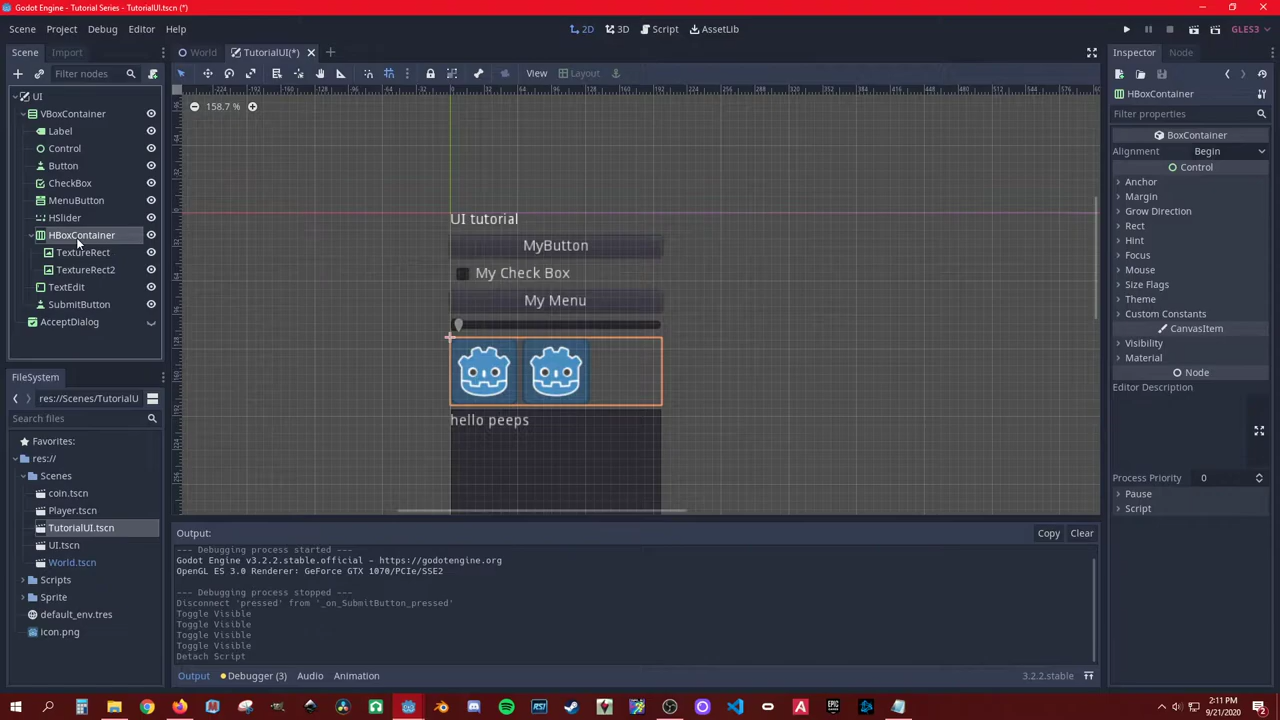 Godot Engine - Tutorial Series - TutorialUI.tscn (*)
Scene Project Debug Editor Help
2D 3D Script AssetLib
GLES3
Scene Import
World TutorialUI(*)
Inspector Node
Filter nodes
View Layout
UI
158.7 %
HBoxContainer
VBoxContainer
Filter properties
Label
BoxContainer
Control
Alignment Begin
Button
Control
CheckBox
Anchor
MenuButton
Margin
HSlider
Grow Direction
HBoxContainer
Rect
TextureRect
Hint
TextureRect2
Focus
TextEdit
Mouse
SubmitButton
Size Flags
AcceptDialog
Theme
Custom Constants
CanvasItem
Visibility
Material
Node
Editor Description
UI tutorial
MyButton
My Check Box
My Menu
hello peeps
FileSystem
res://Scenes/TutorialU
Search files
Favorites:
res://
Scenes
coin.tscn
Player.tscn
TutorialUI.tscn
UI.tscn
World.tscn
Scripts
Sprite
default_env.tres
icon.png
Process Priority 0
Pause
Script
Output:
Copy Clear
--- Debugging process started ---
Godot Engine v3.2.2.stable.official - https://godotengine.org
OpenGL ES 3.0 Renderer: GeForce GTX 1070/PCIe/SSE2
--- Debugging process stopped ---
Disconnect 'pressed' from '_on_SubmitButton_pressed'
Toggle Visible
Toggle Visible
Toggle Visible
Toggle Visible
Detach Script
Output Debugger (3) Audio Animation
3.2.2.stable
2:11 PM
9/21/2020